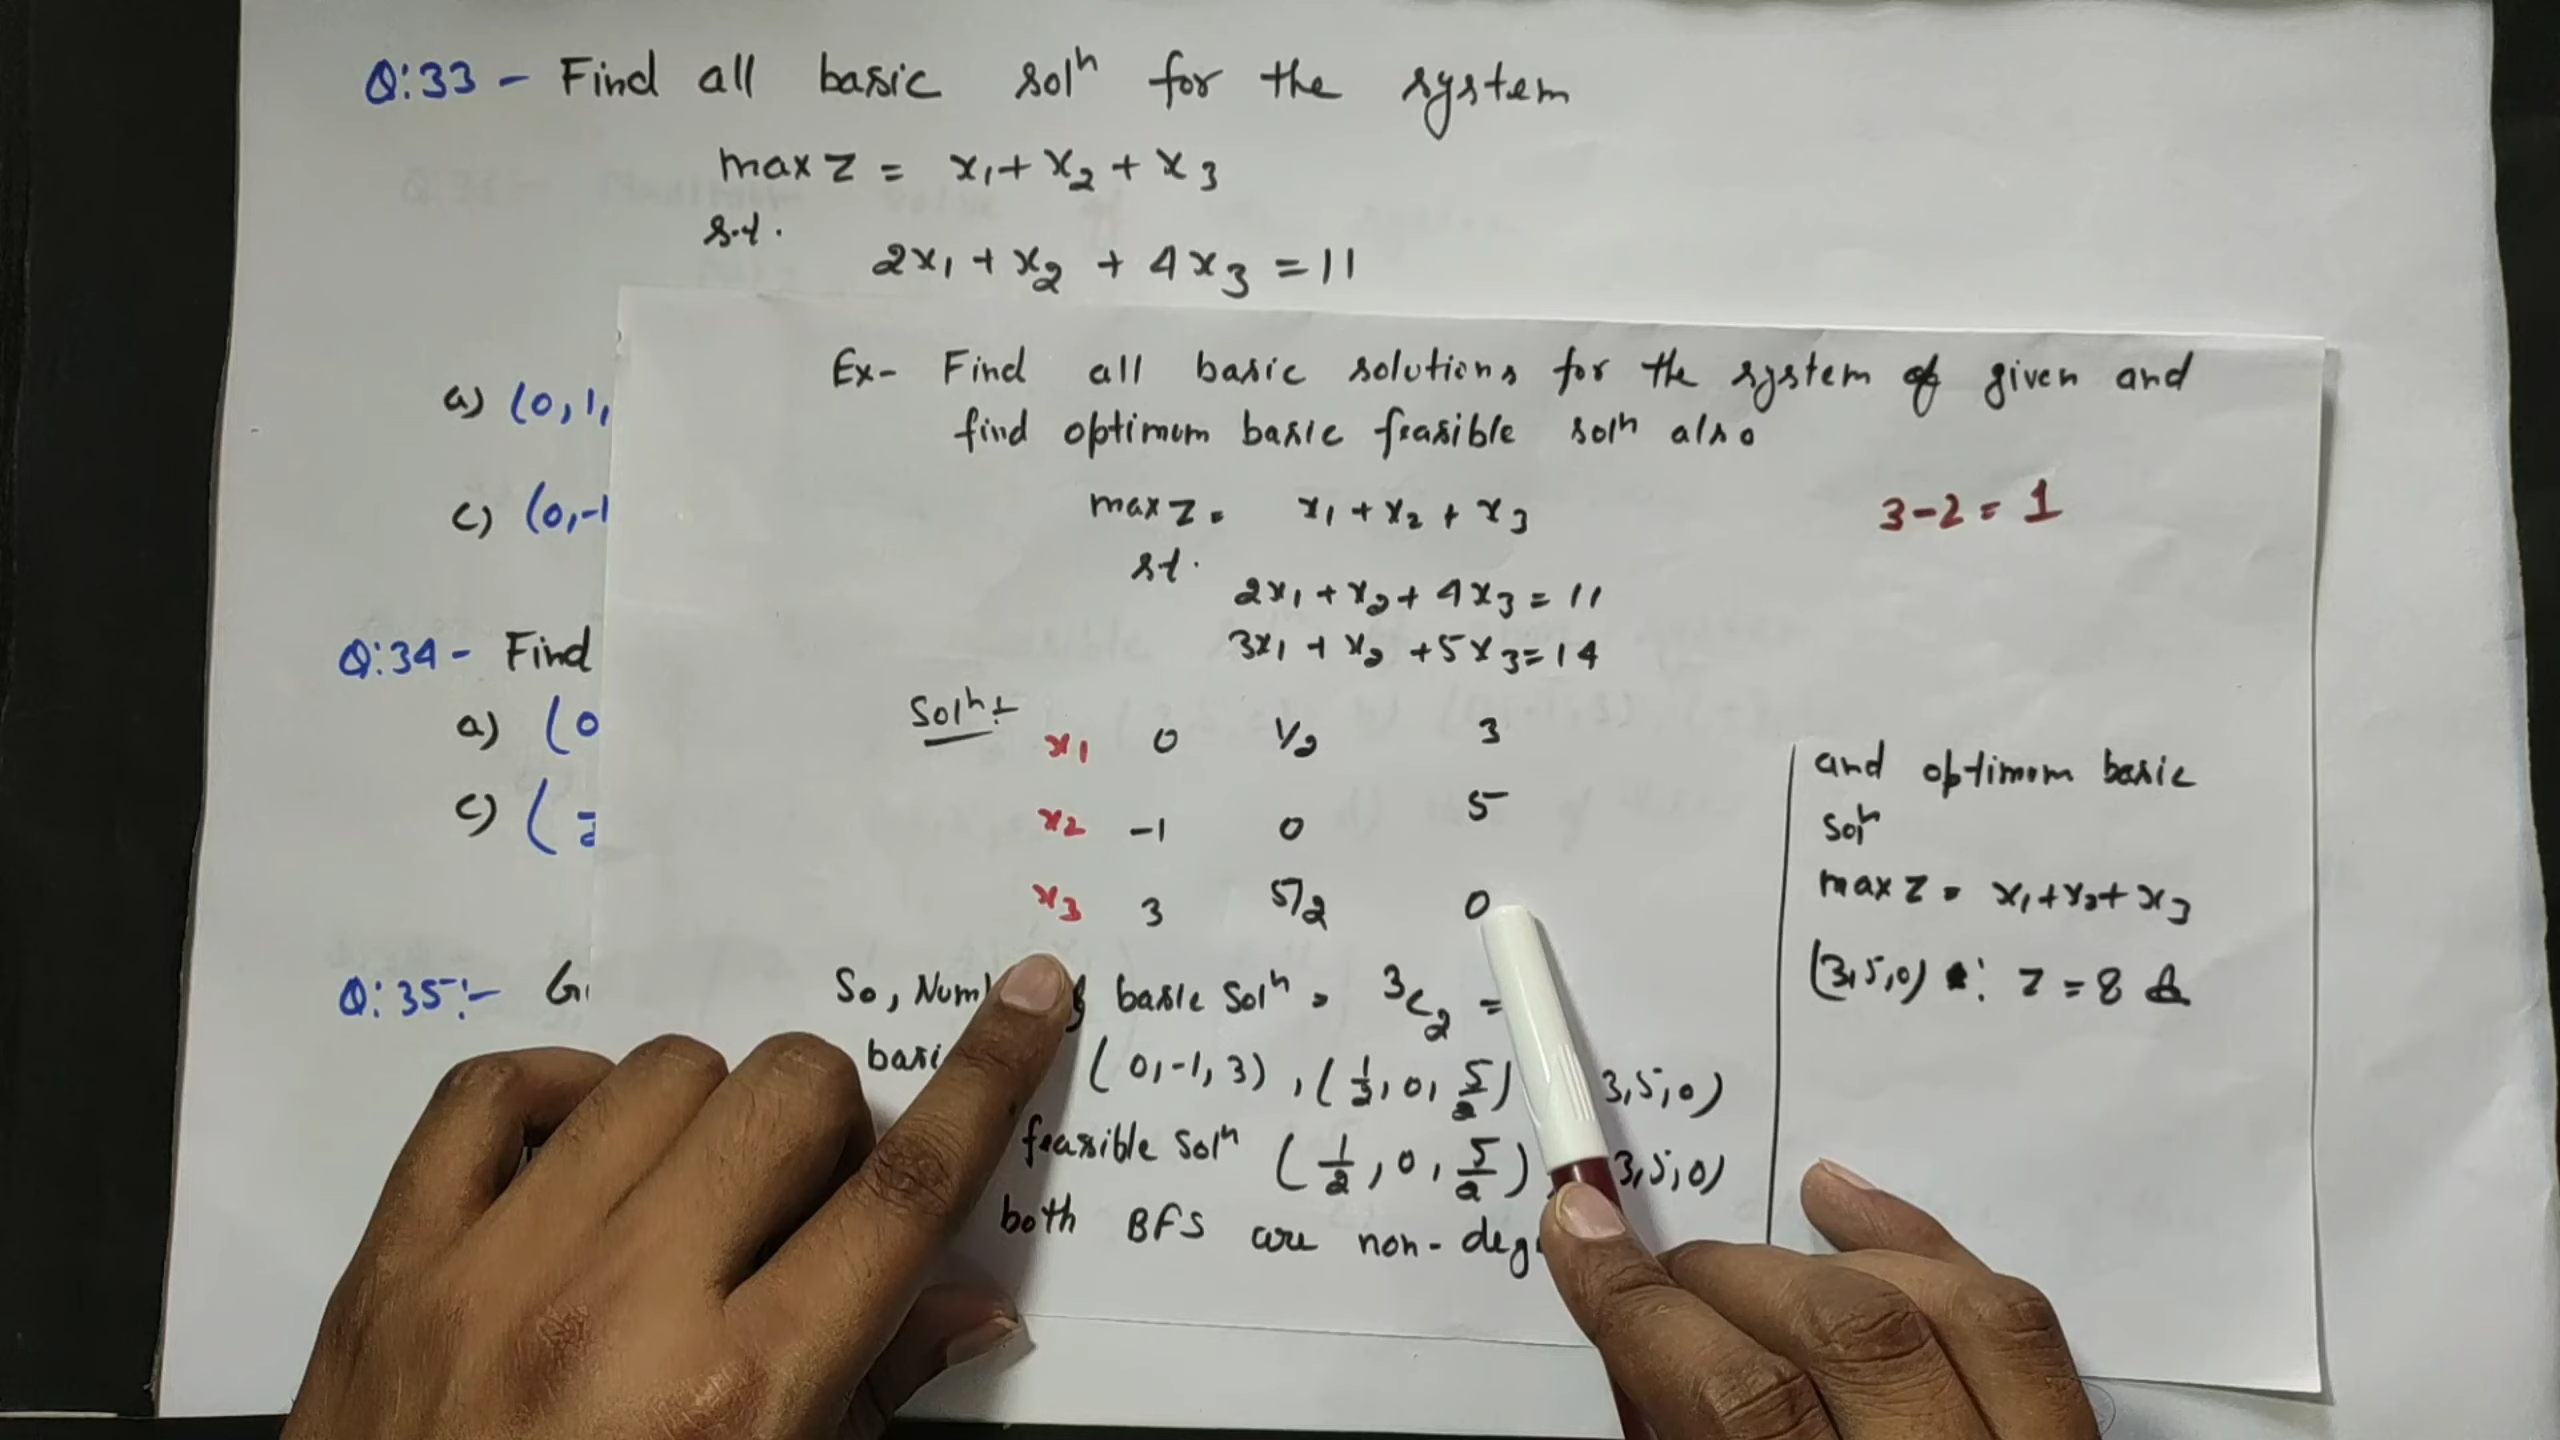 Q:33 - Find all basic solⁿ for the system
max Z = x₁ + x₂ + x₃
s.t.
2x₁ + x₂ + 4x₃ = 11
a) (0, 1,
c) (0, -1
Q:34 - Find
a) (0
c) (
Q:35:-
Ex- Find all basic solutions for the system of given and
find optimum basic feasible solⁿ also
max Z = x₁ + x₂ + x₃
3-2 = 1
st.
2x₁ + x₂ + 4x₃ = 11
3x₁ + x₂ + 5x₃ = 14
Solⁿ:-
x₁ 0 1/2 3
x₂ -1 0 5
x₃ 3 5/2 0
So, Num basic Solⁿ = ³C₂ =
basi (0, -1, 3), (1/2, 0, 5/2) 3, 5, 0)
feasible Solⁿ (1/2, 0, 5/2), 3, 5, 0)
both BFS are non-deg
and optimum basic
solⁿ
max Z = x₁ + x₂ + x₃
(3, 5, 0) : Z = 8